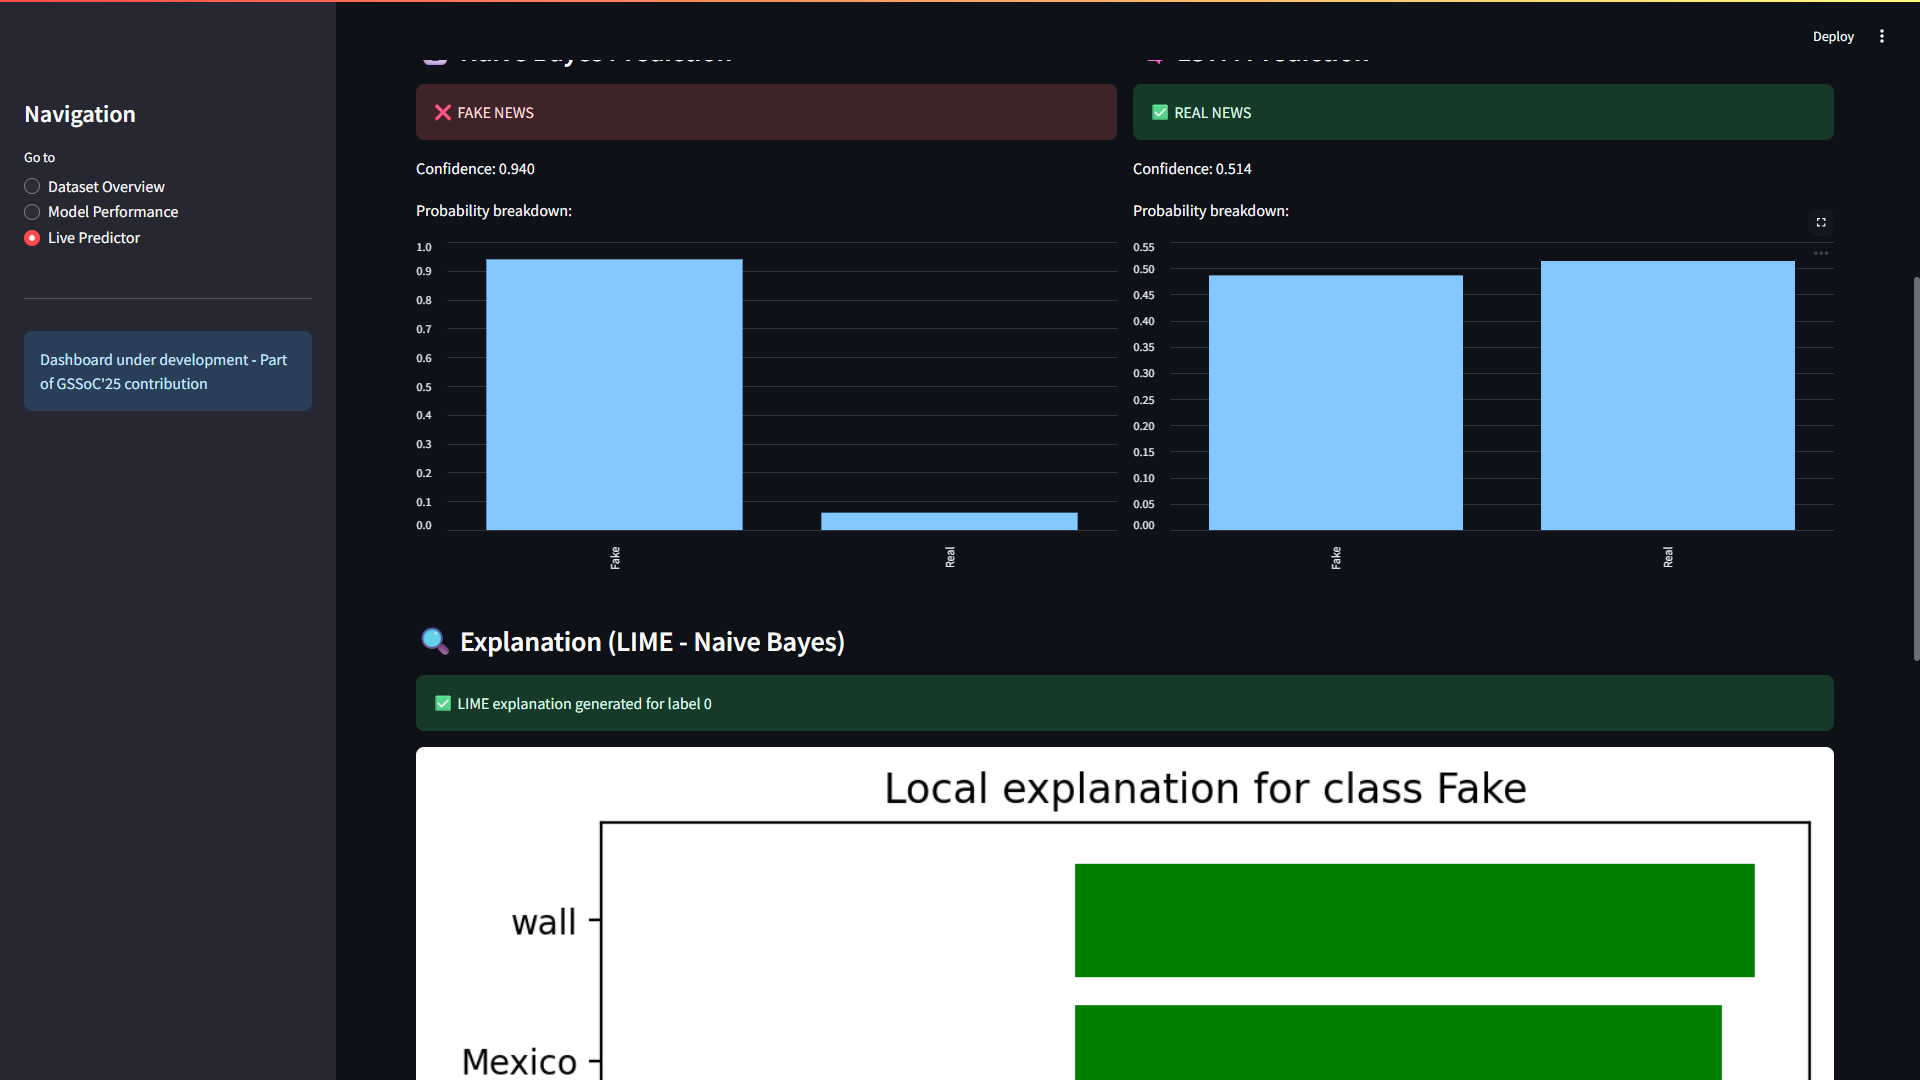 Deploy
Navigation
Go to
Dataset Overview
Model Performance
Live Predictor
Dashboard under development - Part
of GSSoC'25 contribution
Naive Bayes Prediction
FAKE NEWS
Confidence: 0.940
Probability breakdown:
1.0
0.9
0.8
0.7
0.6
0.5
0.4
0.3
0.2
0.1
0.0
Fake
Real
Prediction
REAL NEWS
Confidence: 0.514
Probability breakdown:
0.55
0.50
0.45
0.40
0.35
0.30
0.25
0.20
0.15
0.10
0.05
0.00
Fake
Real
Explanation (LIME - Naive Bayes)
LIME explanation generated for label 0
Local explanation for class Fake
wall
Mexico